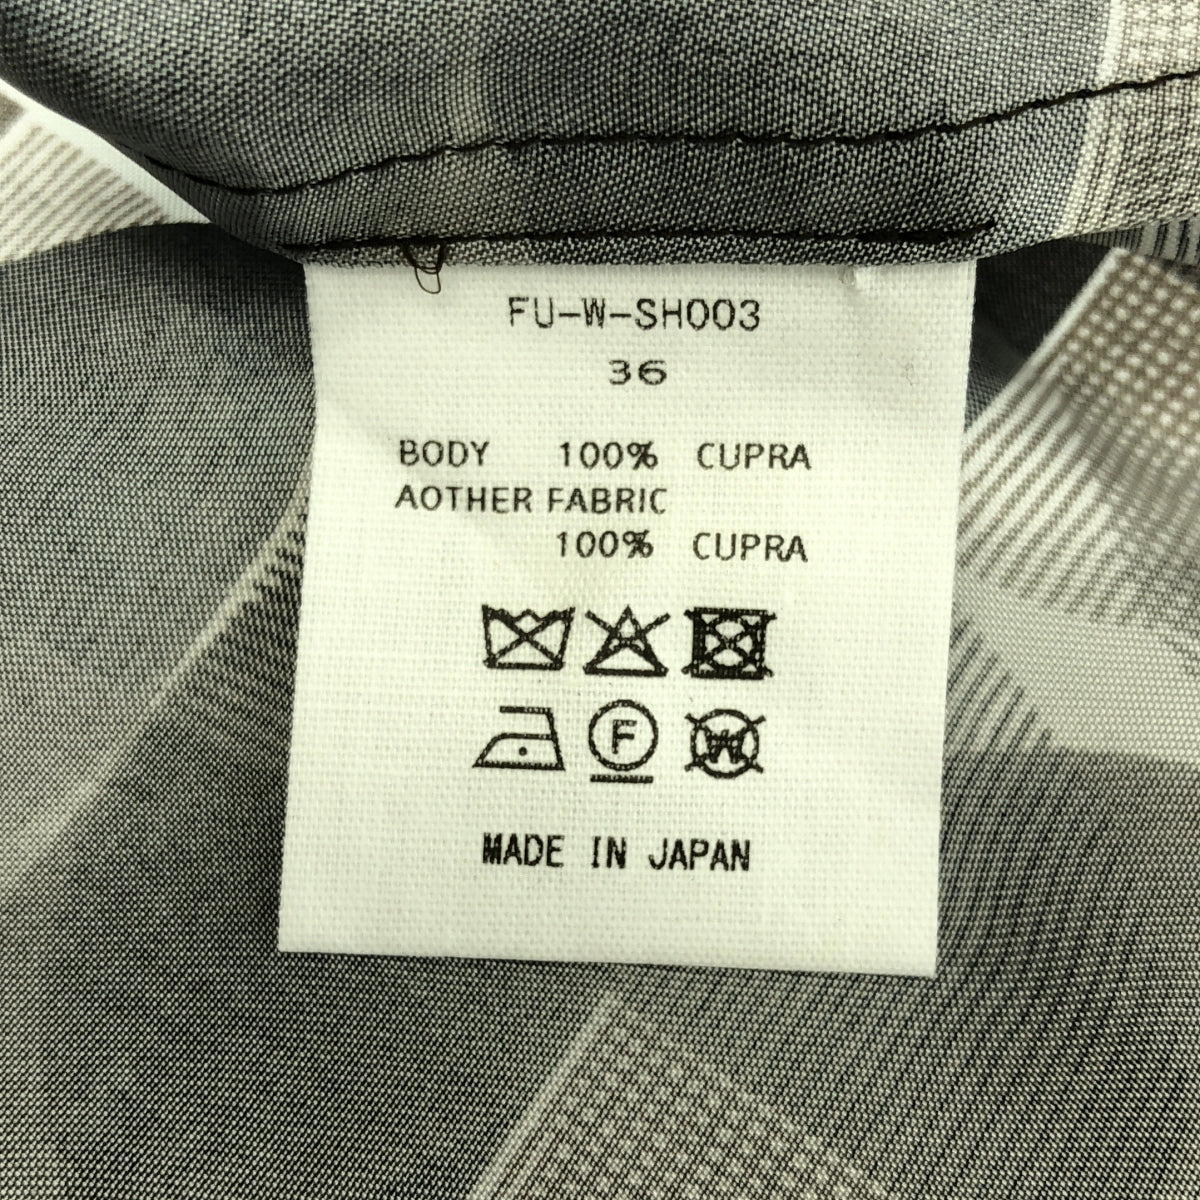 FU-W-SH003
36
BODY 100% CUPRA
AOTHER FABRIC
100% CUPRA
F W
MADE IN JAPAN